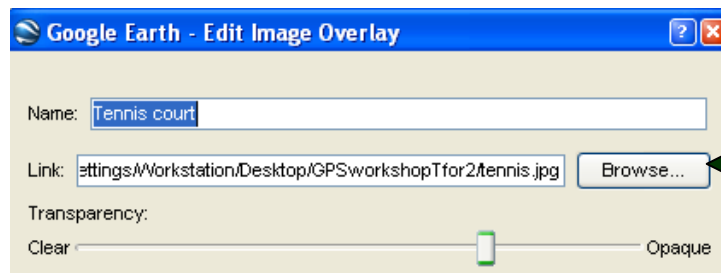 Google Earth - Edit Image Overlay
Name: Tennis court
Link: ettings/Workstation/Desktop/GPSworkshopTfor2/tennis.jpg Browse...
Transparency:
Clear Opaque